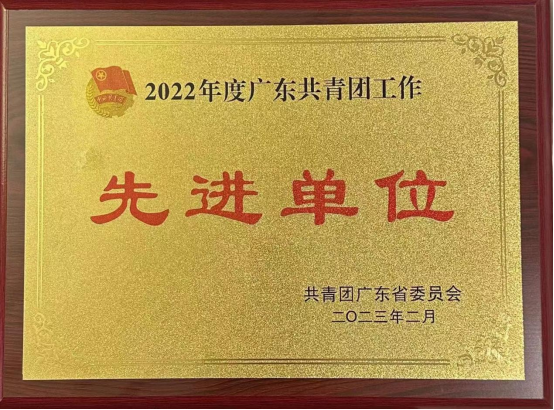 2022年度广东共青团工作
先进单位
共青团广东省委员会
二〇二三年二月